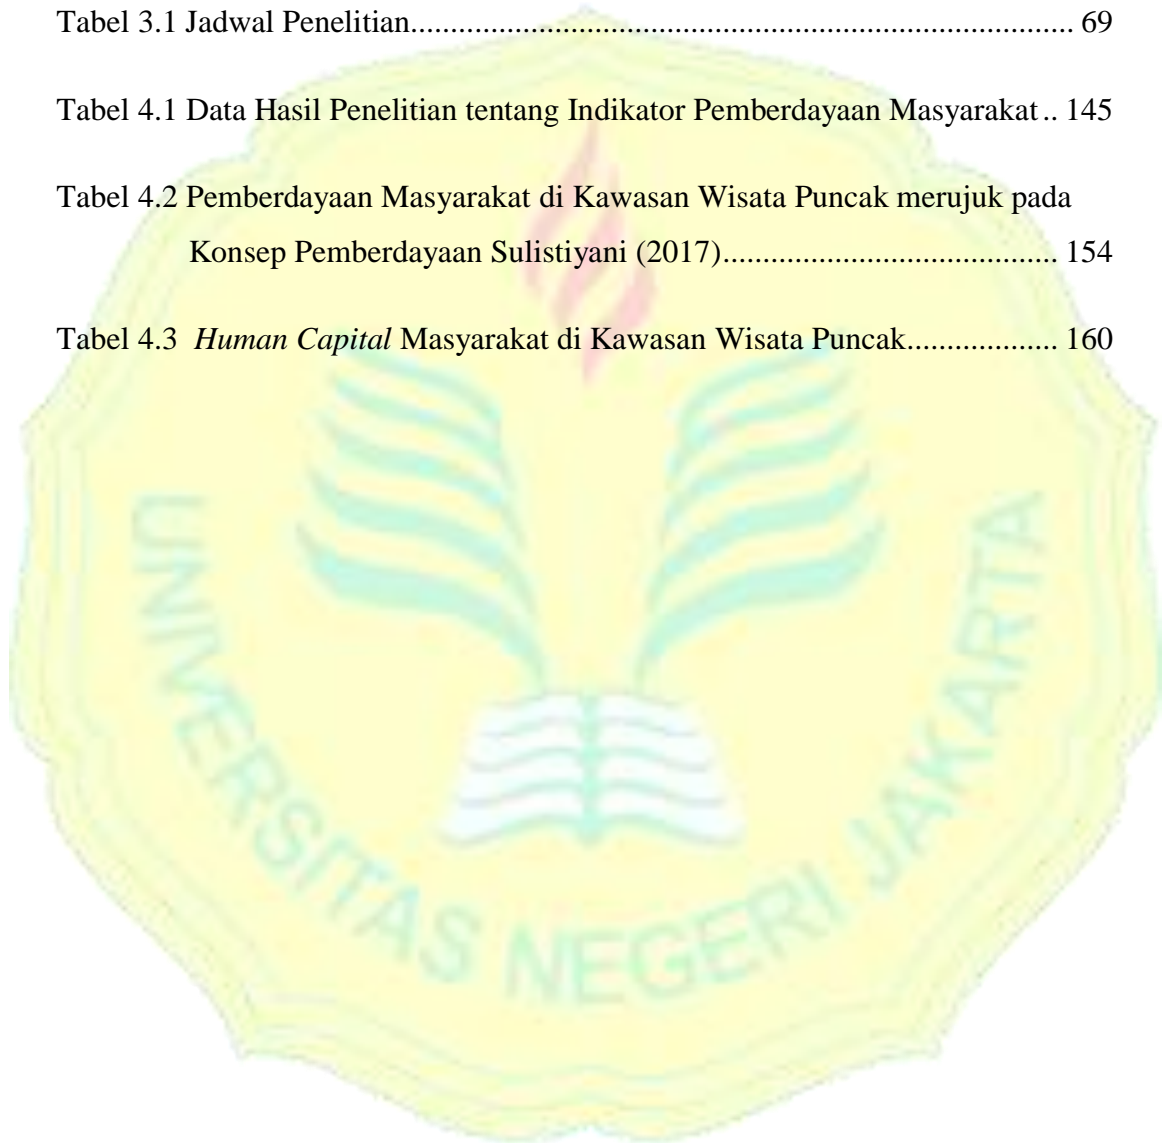 Tabel 3.1 Jadwal Penelitian.................................................................................. 69
Tabel 4.1 Data Hasil Penelitian tentang Indikator Pemberdayaan Masyarakat.. 145
Tabel 4.2 Pemberdayaan Masyarakat di Kawasan Wisata Puncak merujuk pada
Konsep Pemberdayaan Sulistiyani (2017)......................................... 154
Tabel 4.3 Human Capital Masyarakat di Kawasan Wisata Puncak................... 160
UNIVERSITAS NEGERI JAKARTA